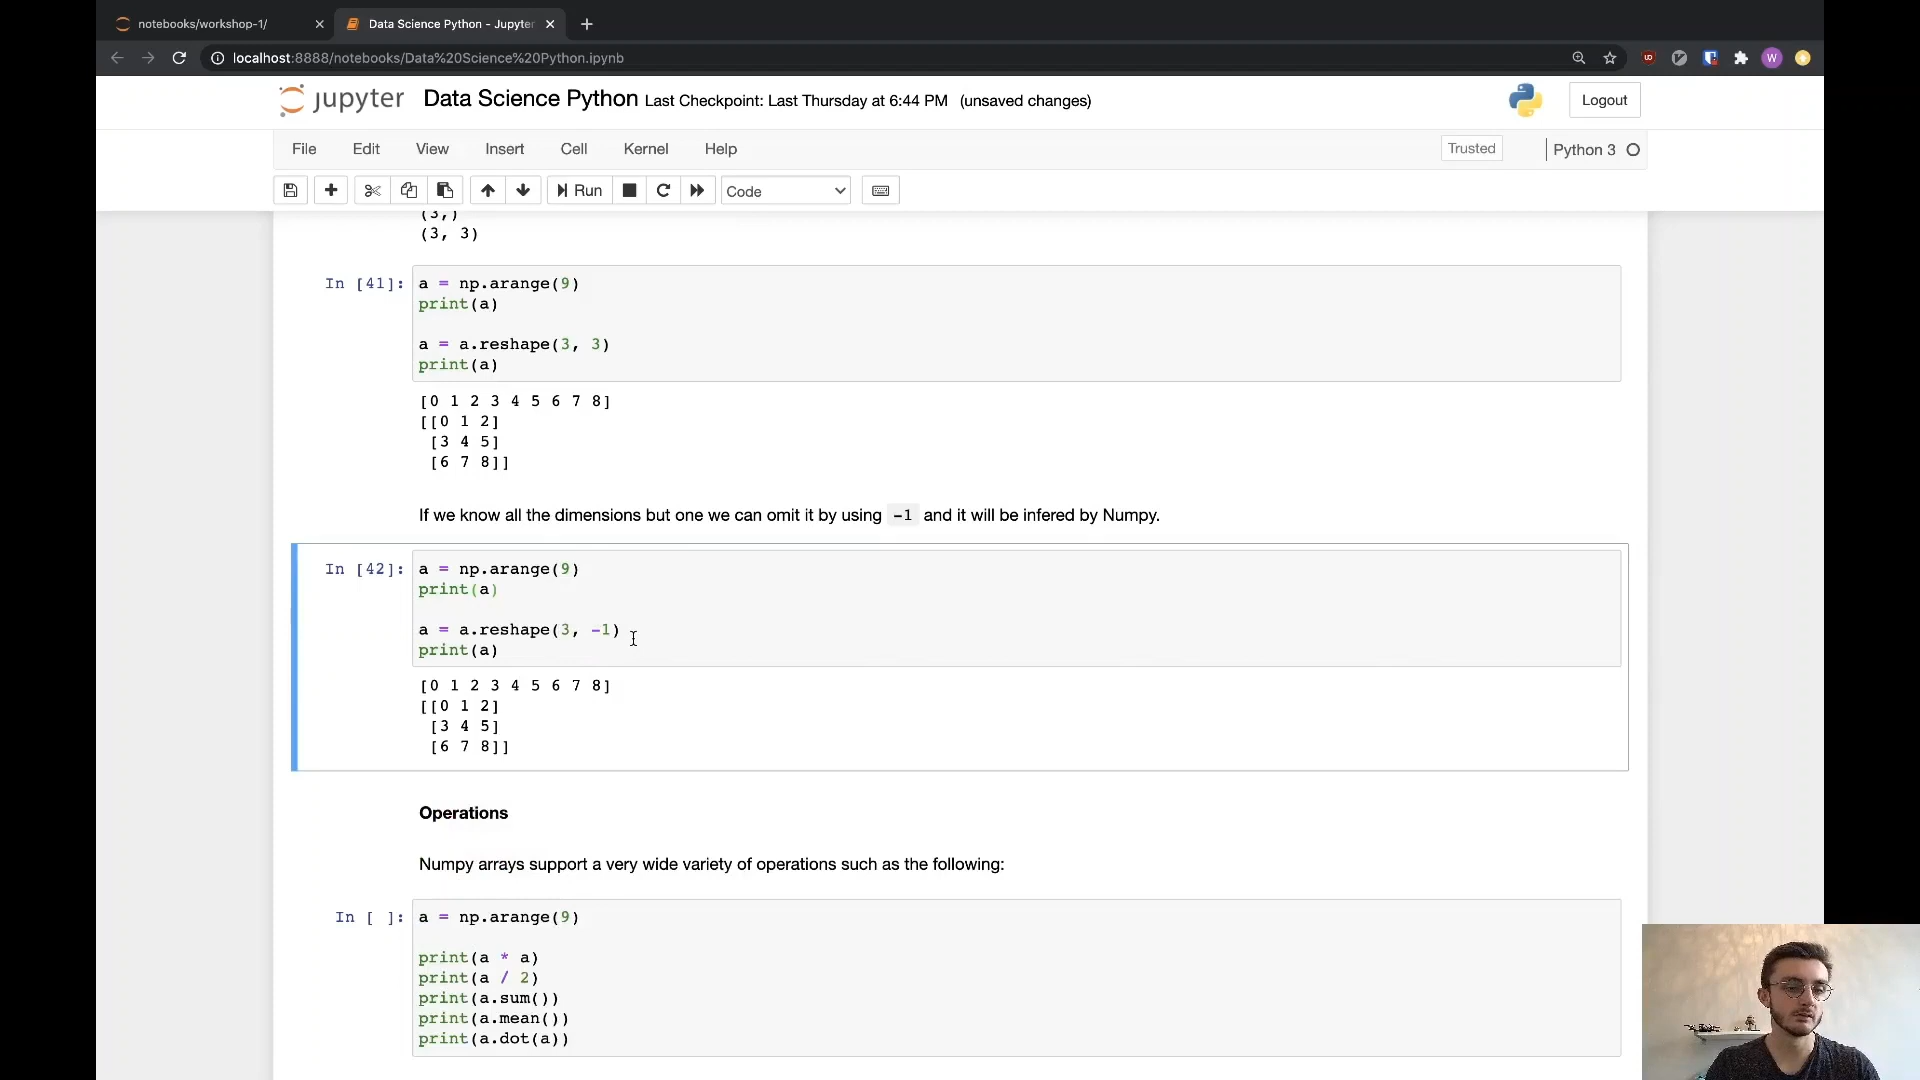 notebooks/workshop-1/
Data Science Python - Jupyter
localhost:8888/notebooks/Data%20Science%20Python.ipynb
W
jupyter Data Science Python Last Checkpoint: Last Thursday at 6:44 PM (unsaved changes)
Logout
File Edit View Insert Cell Kernel Help
Trusted
Python 3
Run
Code
(3,)
(3, 3)
In [41]: a = np.arange(9)
print(a)
a = a.reshape(3, 3)
print(a)
[0 1 2 3 4 5 6 7 8]
[[0 1 2]
[3 4 5]
[6 7 8]]
If we know all the dimensions but one we can omit it by using -1 and it will be infered by Numpy.
In [42]: a = np.arange(9)
print(a)
a = a.reshape(3, -1)
print(a)
[0 1 2 3 4 5 6 7 8]
[[0 1 2]
[3 4 5]
[6 7 8]]
Operations
Numpy arrays support a very wide variety of operations such as the following:
In [ ]: a = np.arange(9)
print(a * a)
print(a / 2)
print(a.sum())
print(a.mean())
print(a.dot(a))